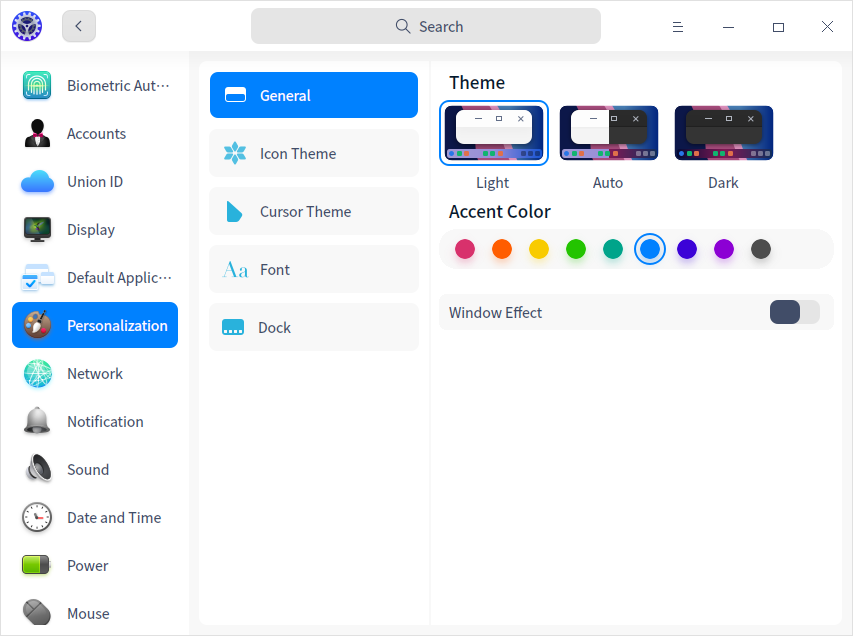 Search
Biometric Aut···
Accounts
Union ID
Display
Default Applic···
Personalization
Network
Notification
Sound
Date and Time
Power
Mouse
General
Icon Theme
Cursor Theme
Aa Font
Dock
Theme
Light Auto Dark
Accent Color
Window Effect